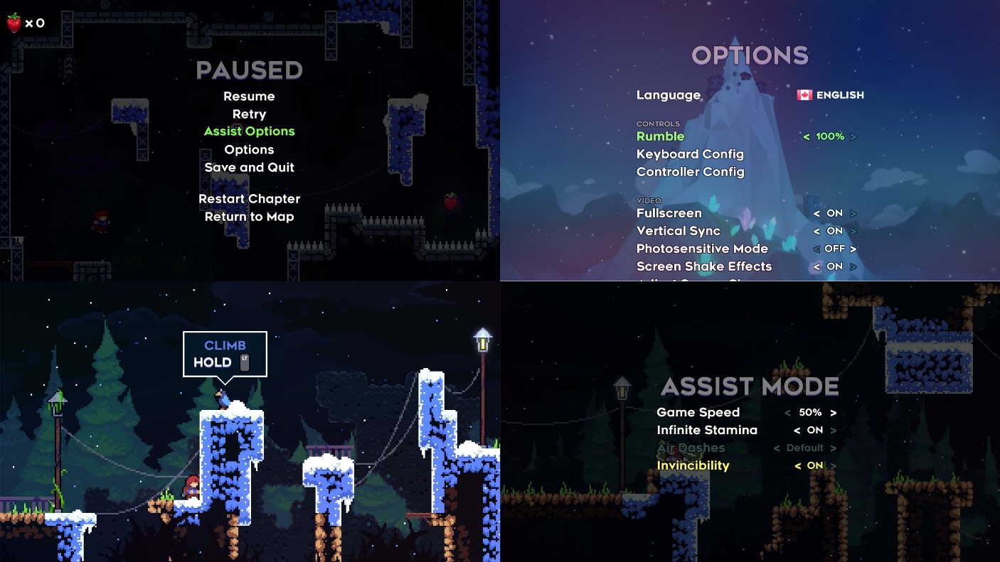 x 0
PAUSED
Resume
Retry
Assist Options
Options
Save and Quit
Restart Chapter
Return to Map
OPTIONS
Language ENGLISH
CONTROLS
Rumble < 100% >
Keyboard Config
Controller Config
VIDEO
Fullscreen < ON >
Vertical Sync < ON >
Photosensitive Mode < OFF >
Screen Shake Effects < ON >
CLIMB
HOLD LT
ASSIST MODE
Game Speed < 50% >
Infinite Stamina < ON >
Air Dashes < Default >
Invincibility < ON >